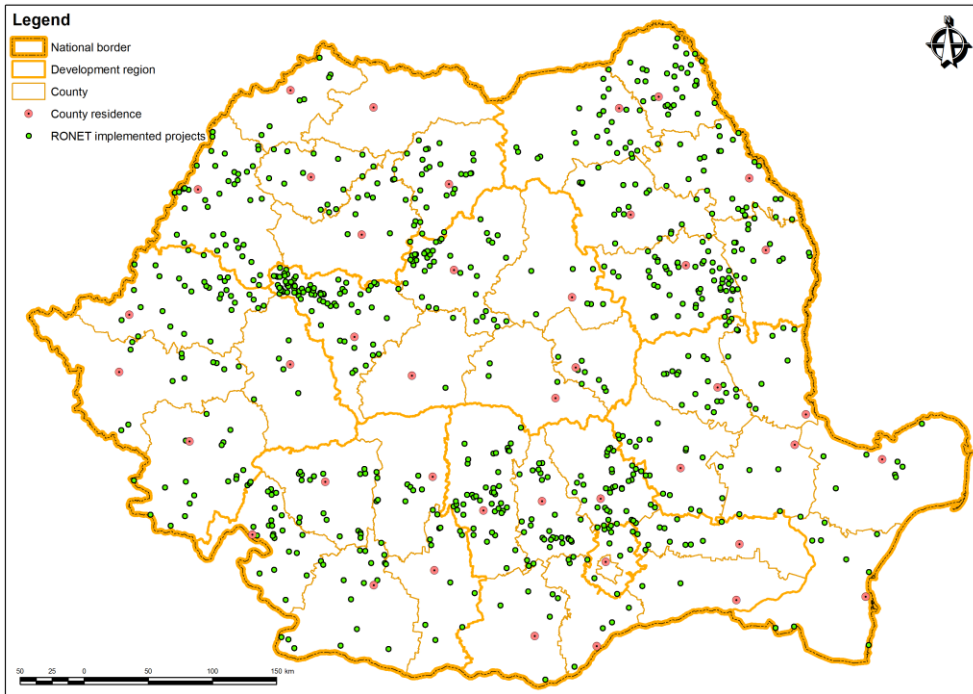 Legend
National border
Development region
County
County residence
RONET implemented projects
50 25 0 50 100 150 km